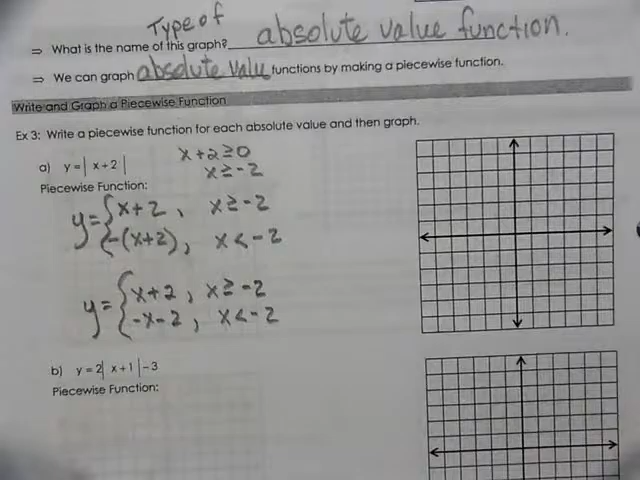 Type of
⇒ What is the name of this graph? absolute value function.
⇒ We can graph absolute valu functions by making a piecewise function.
Write and Graph a Piecewise Function
Ex 3: Write a piecewise function for each absolute value and then graph.
a) y = | x + 2 | x+2≥0
x≥-2
Piecewise Function:
y={x+2, x≥-2
-(x+2), x<-2
y={x+2, x≥-2
-x-2, x<-2
b) y = 2| x + 1 | − 3
Piecewise Function: